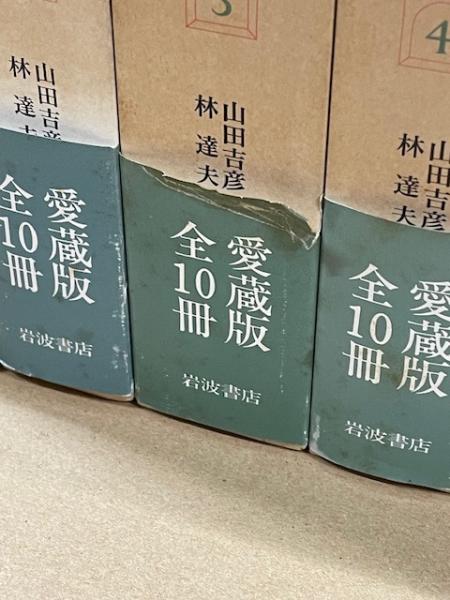 山田吉彦
林達夫
愛蔵版
全10冊
岩波書店
3
山田吉彦
林達夫
愛蔵版
全10冊
岩波書店
4
山田吉彦
林達夫
愛蔵版
全10冊
岩波書店